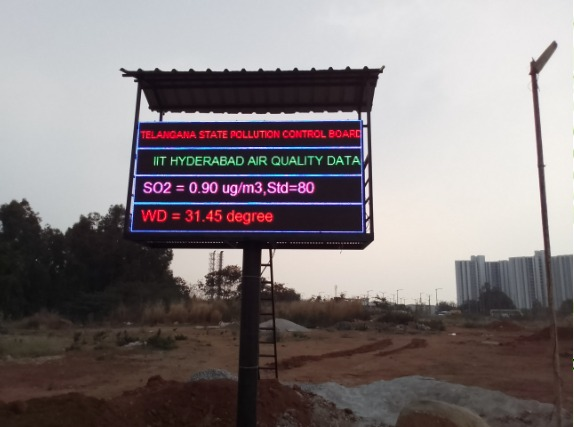 TELANGANA STATE POLLUTION CONTROL BOARD
IIT HYDERABAD AIR QUALITY DATA
SO2 = 0.90 ug/m3,Std=80
WD = 31.45 degree